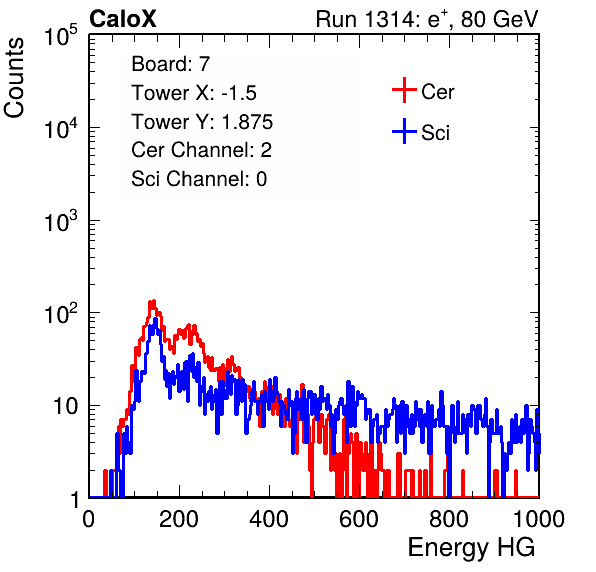 CaloX Run 1314: e⁺, 80 GeV
Counts
Board: 7
Tower X: -1.5
Tower Y: 1.875
Cer Channel: 2
Sci Channel: 0
Cer
Sci
10⁵
10⁴
10³
10²
10
1
0 200 400 600 800 1000
Energy HG